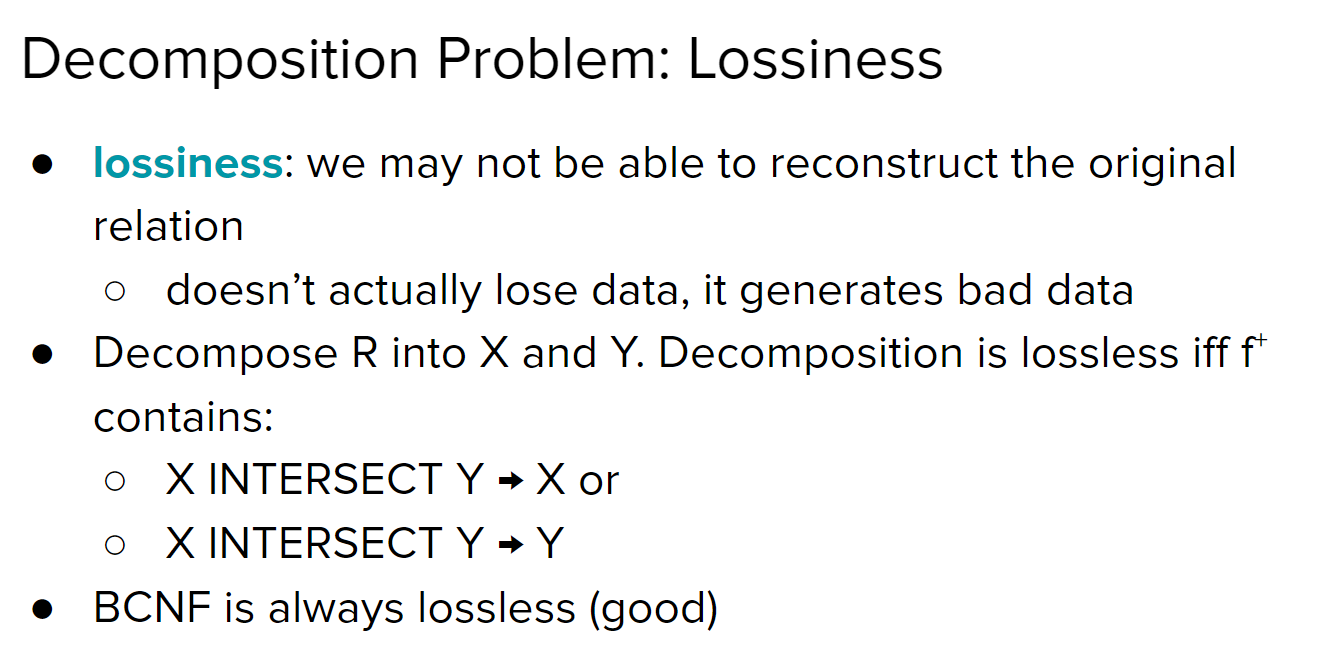 Decomposition Problem: Lossiness
● lossiness: we may not be able to reconstruct the original
relation
○ doesn’t actually lose data, it generates bad data
● Decompose R into X and Y. Decomposition is lossless iff f⁺
contains:
○ X INTERSECT Y → X or
○ X INTERSECT Y → Y
● BCNF is always lossless (good)